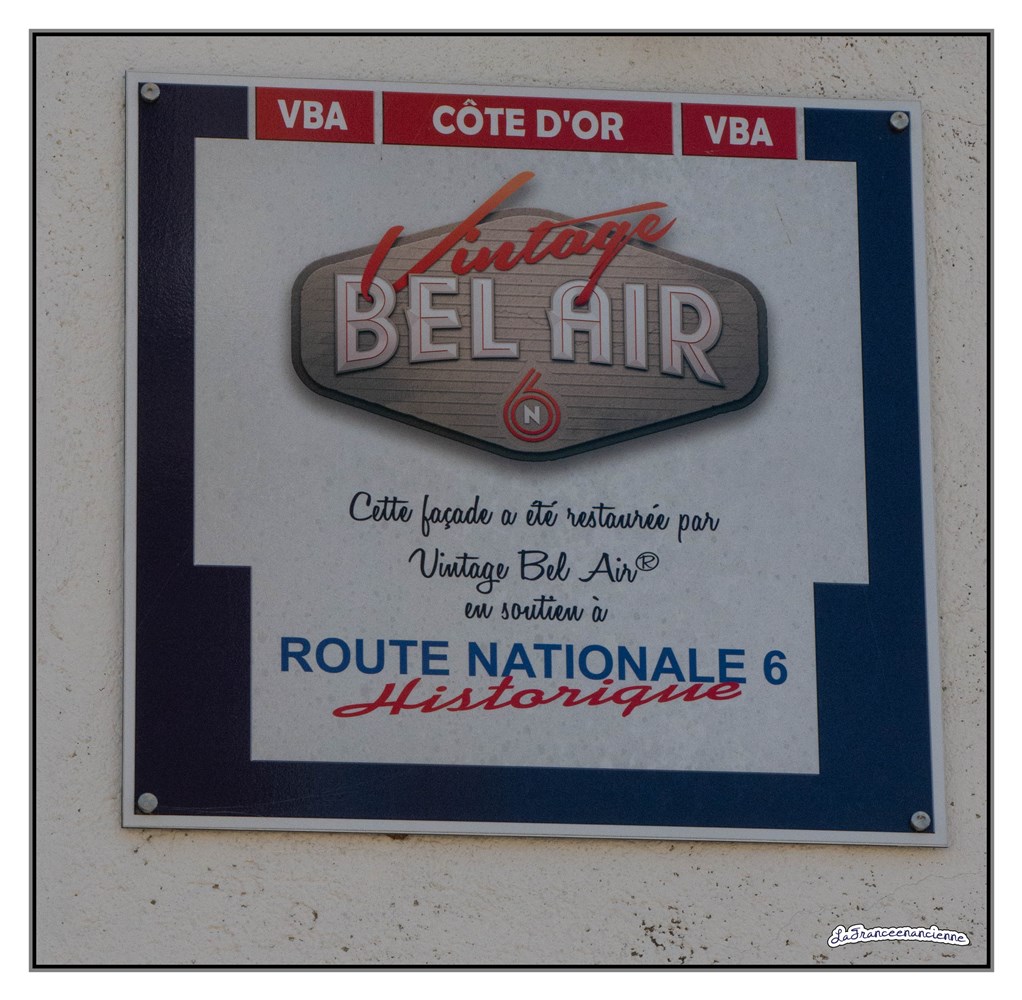 VBA CÔTE D'OR VBA
Vintage
BEL AIR
6
N
Cette façade a été restaurée par
Vintage Bel Air®
en soutien à
ROUTE NATIONALE 6
Historique
LaFranceenancienne